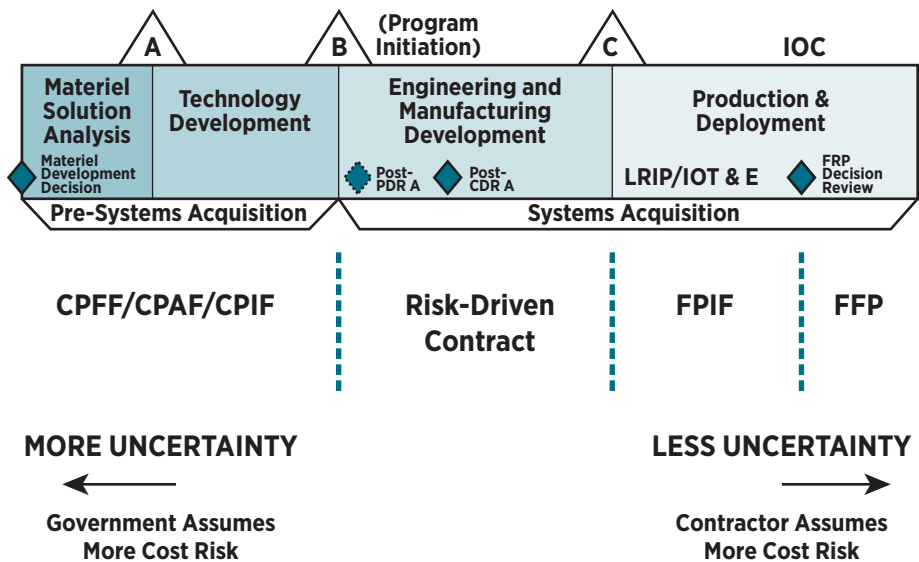 A
B
(Program
Initiation)
C
IOC
Materiel
Solution
Analysis
Materiel
Development
Decision
Technology
Development
Engineering and
Manufacturing
Development
Post-
PDR A
Post-
CDR A
Production &
Deployment
LRIP/IOT & E
FRP
Decision
Review
Pre-Systems Acquisition
Systems Acquisition
CPFF/CPAF/CPIF
Risk-Driven
Contract
FPIF
FFP
MORE UNCERTAINTY
Government Assumes
More Cost Risk
LESS UNCERTAINTY
Contractor Assumes
More Cost Risk